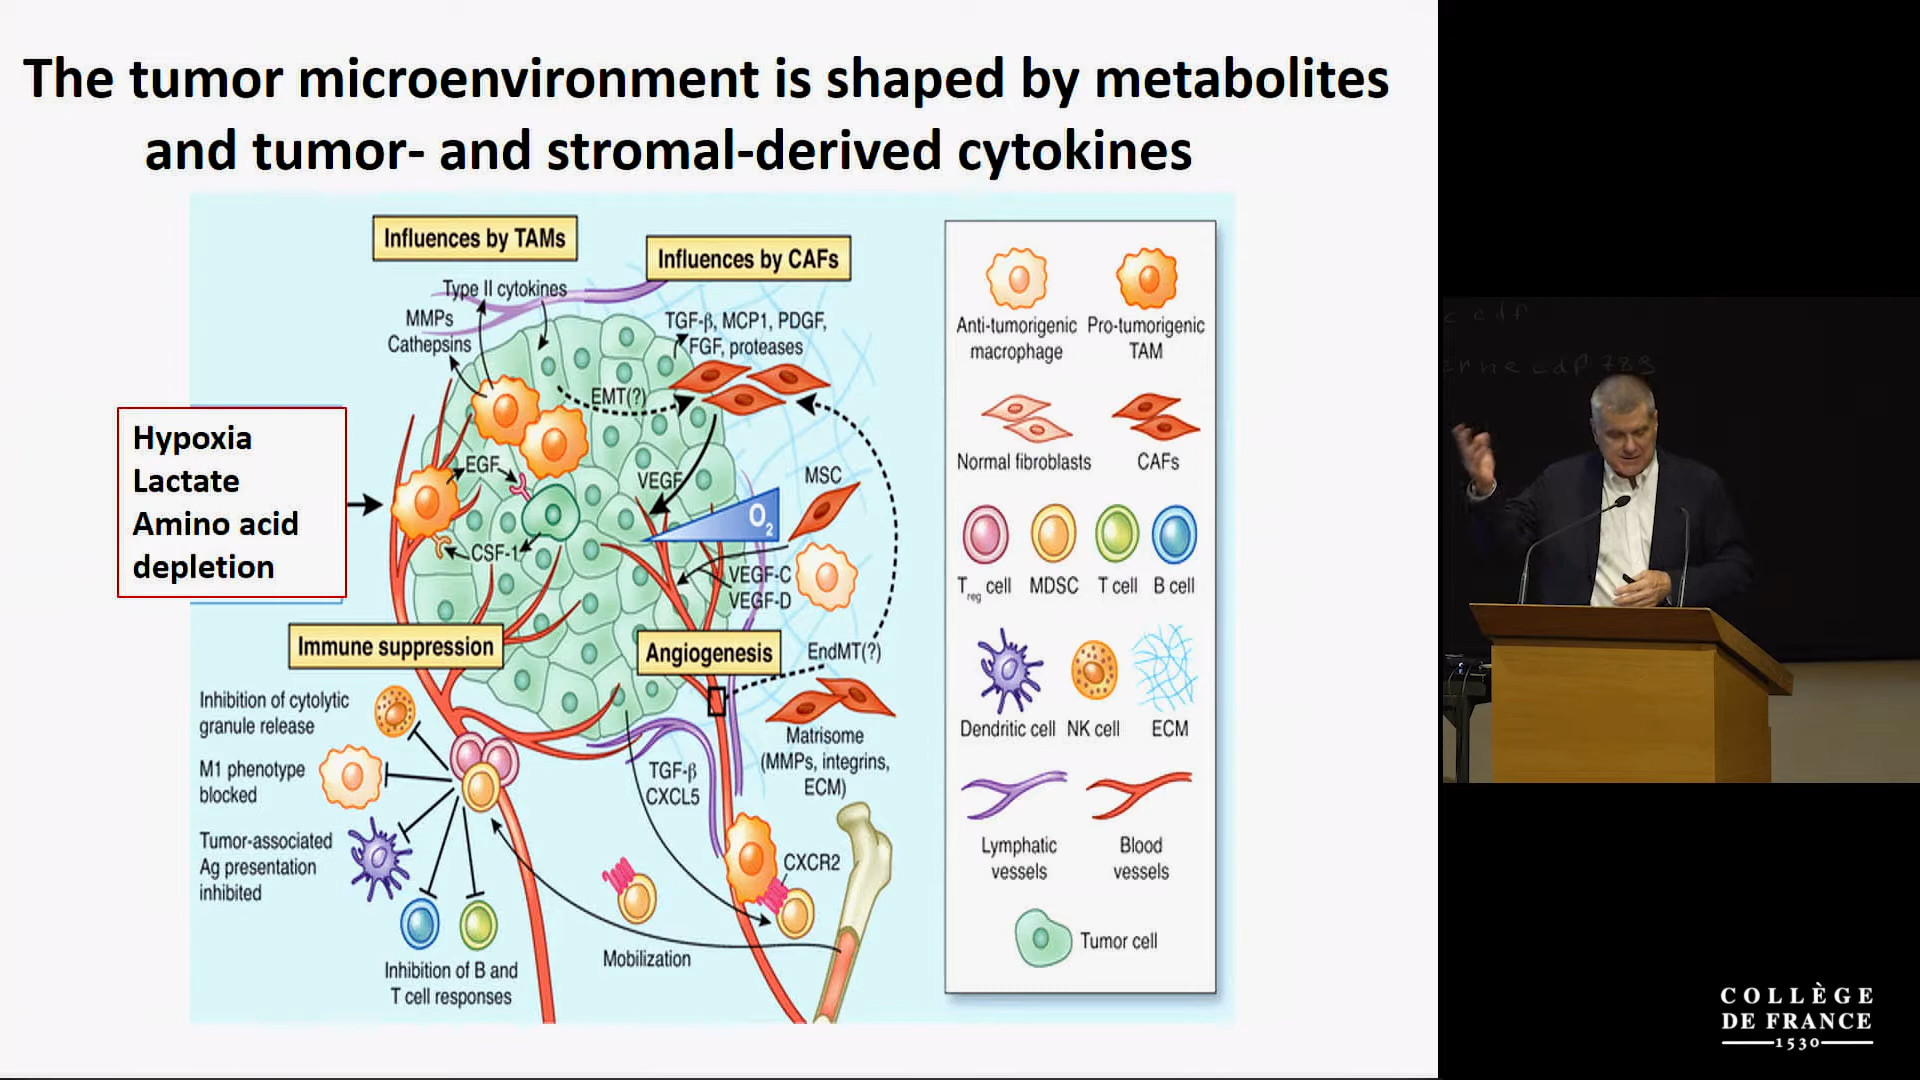 The tumor microenvironment is shaped by metabolites
and tumor- and stromal-derived cytokines
Influences by TAMs
Influences by CAFs
Type II cytokines
MMPs
Cathepsins
TGF-β, MCP1, PDGF,
FGF, proteases
EMT(?)
Hypoxia
Lactate
Amino acid
depletion
EGF
VEGF
MSC
O2
CSF-1
VEGF-C
VEGF-D
Immune suppression
Angiogenesis
EndMT(?)
Inhibition of cytolytic
granule release
M1 phenotype
blocked
Tumor-associated
Ag presentation
inhibited
Inhibition of B and
T cell responses
TGF-β
CXCL5
Matrisome
(MMPs, integrins,
ECM)
CXCR2
Mobilization
Anti-tumorigenic
macrophage
Pro-tumorigenic
TAM
Normal fibroblasts
CAFs
Treg cell
MDSC
T cell
B cell
Dendritic cell
NK cell
ECM
Lymphatic
vessels
Blood
vessels
Tumor cell
COLLÈGE
DE FRANCE
1530